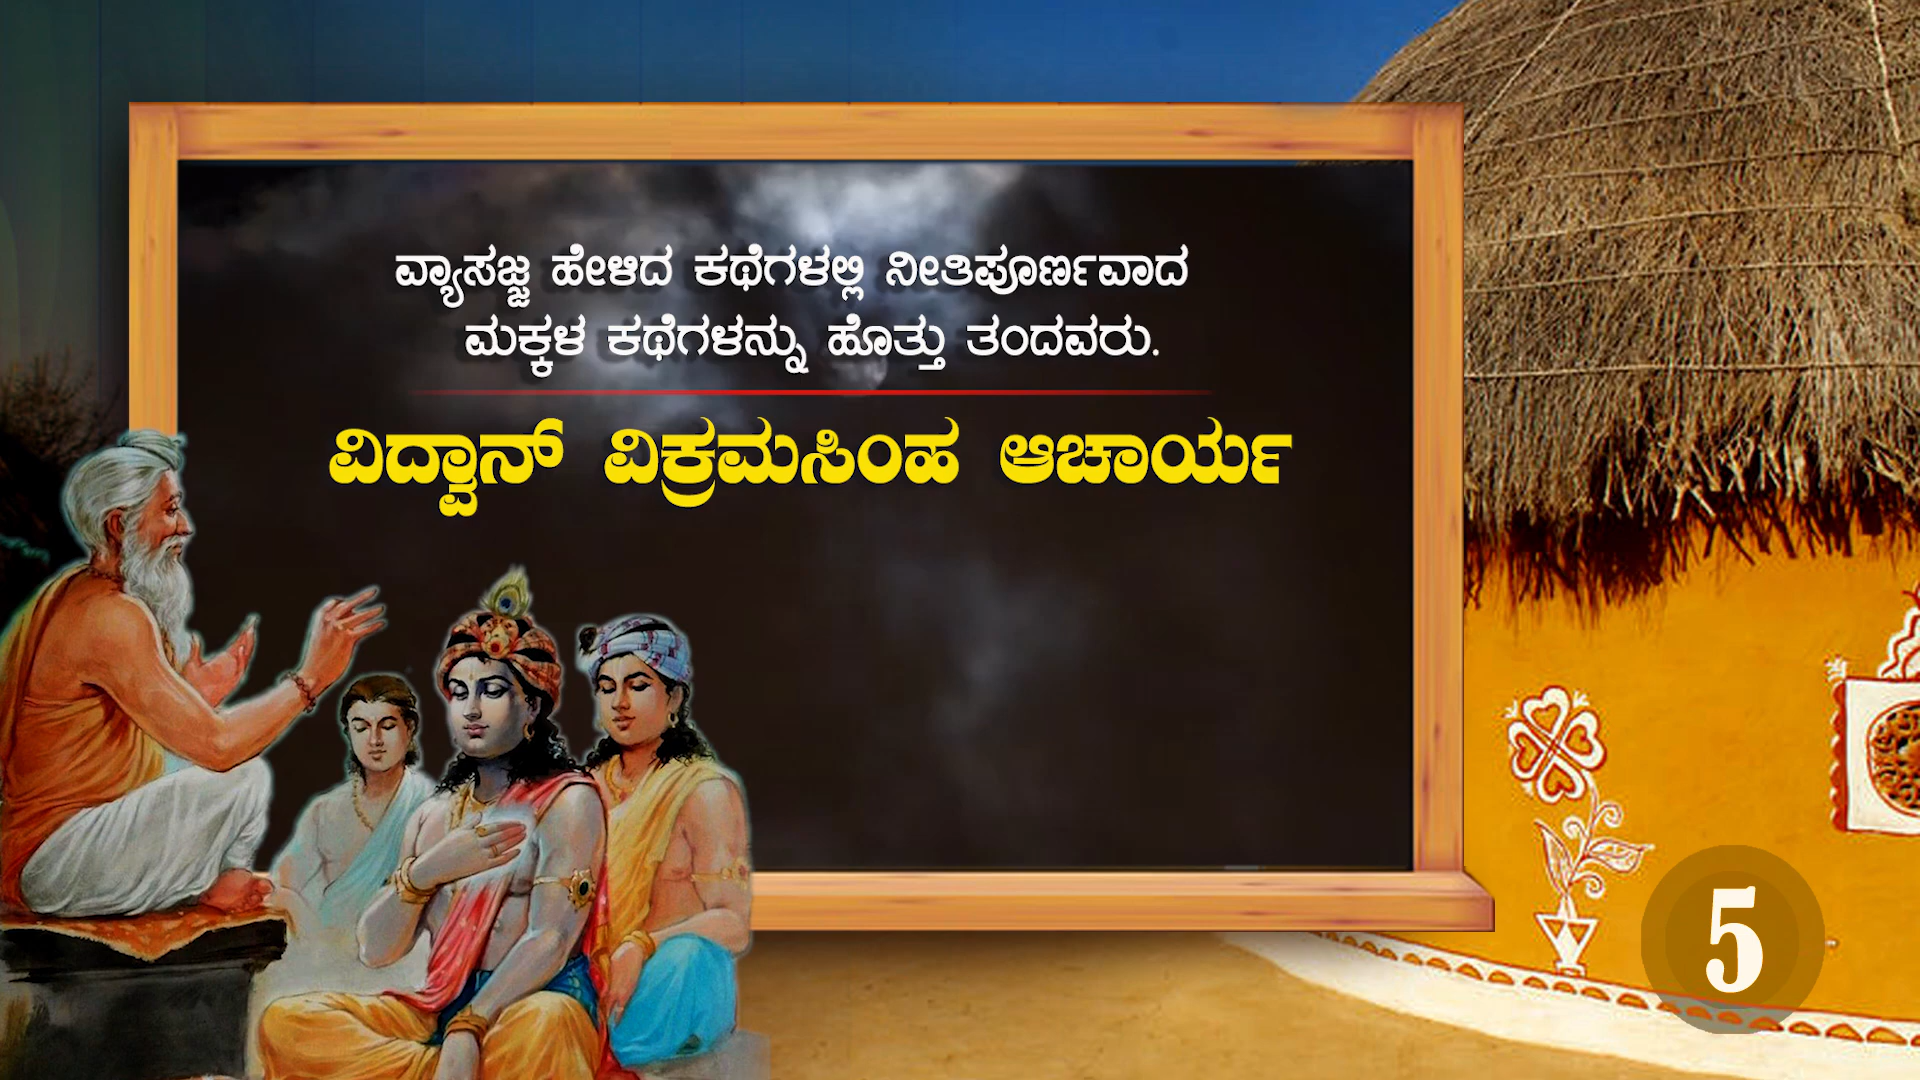 ವ್ಯಾಸಜ್ಜ ಹೇಳಿದ ಕಥೆಗಳಲ್ಲಿ ನೀತಿಪೂರ್ಣವಾದ
ಮಕ್ಕಳ ಕಥೆಗಳನ್ನು ಹೊತ್ತು ತಂದವರು.
ವಿದ್ವಾನ್ ವಿಕ್ರಮಸಿಂಹ ಆಚಾರ್ಯ
5